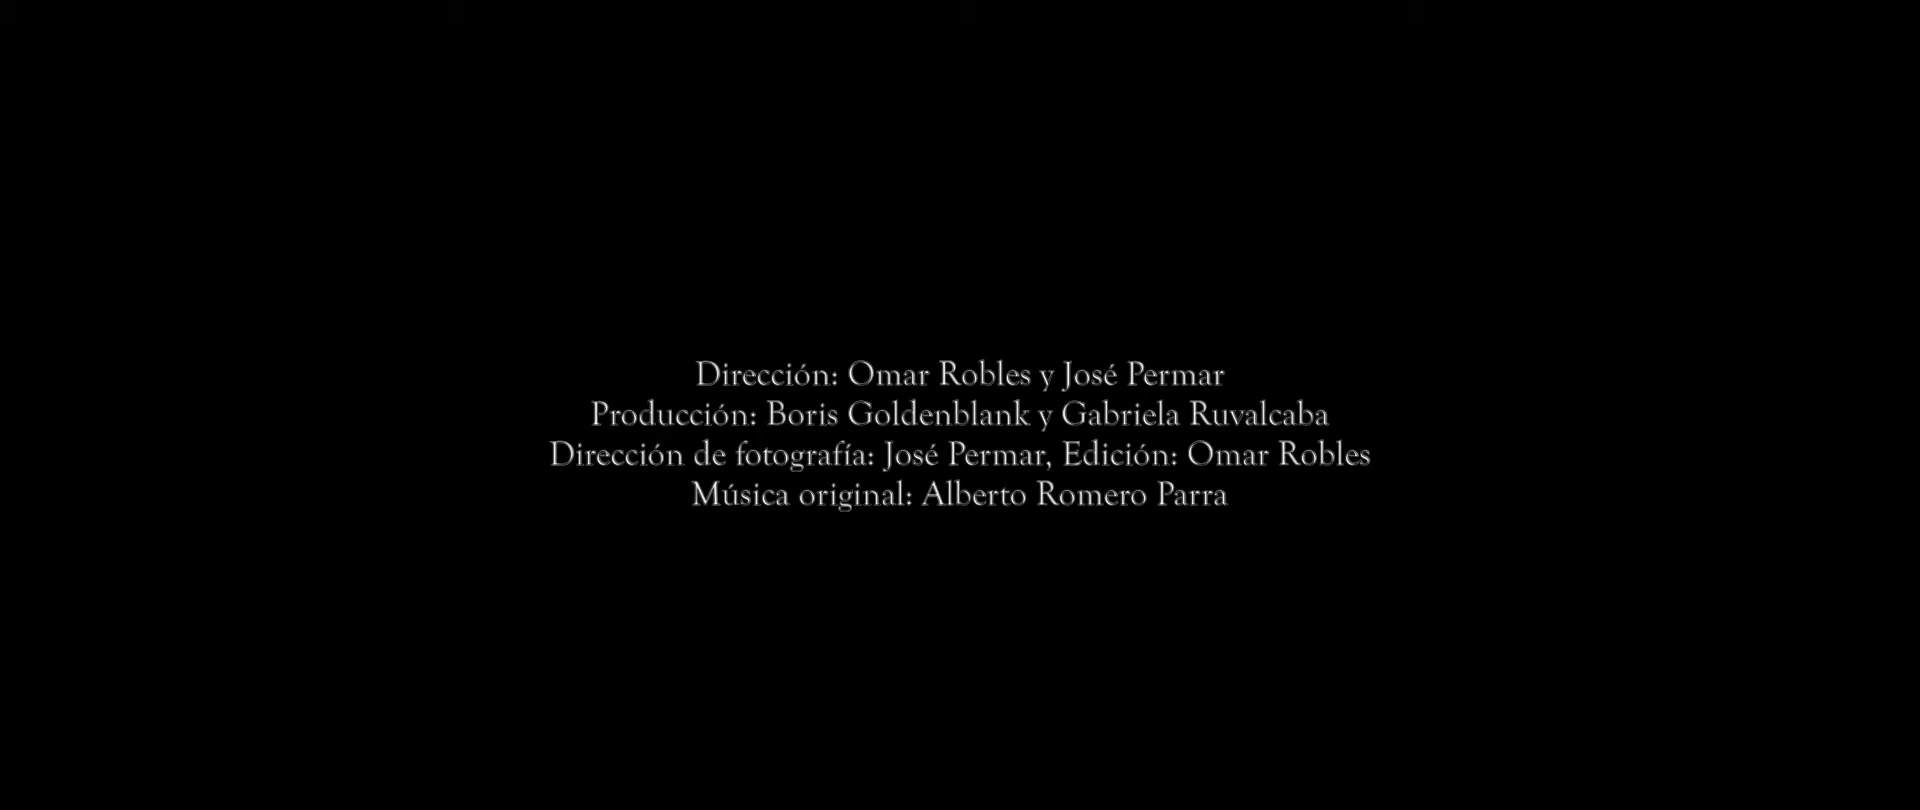 Dirección: Omar Robles y José Permar
Producción: Boris Goldenblank y Gabriela Ruvalcaba
Dirección de fotografía: José Permar, Edición: Omar Robles
Música original: Alberto Romero Parra